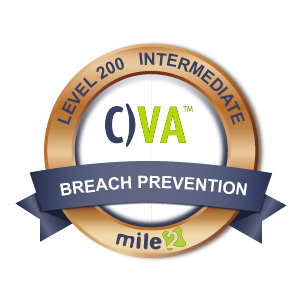 LEVEL 200 INTERMEDIATE
C)VA™
BREACH PREVENTION
mile2